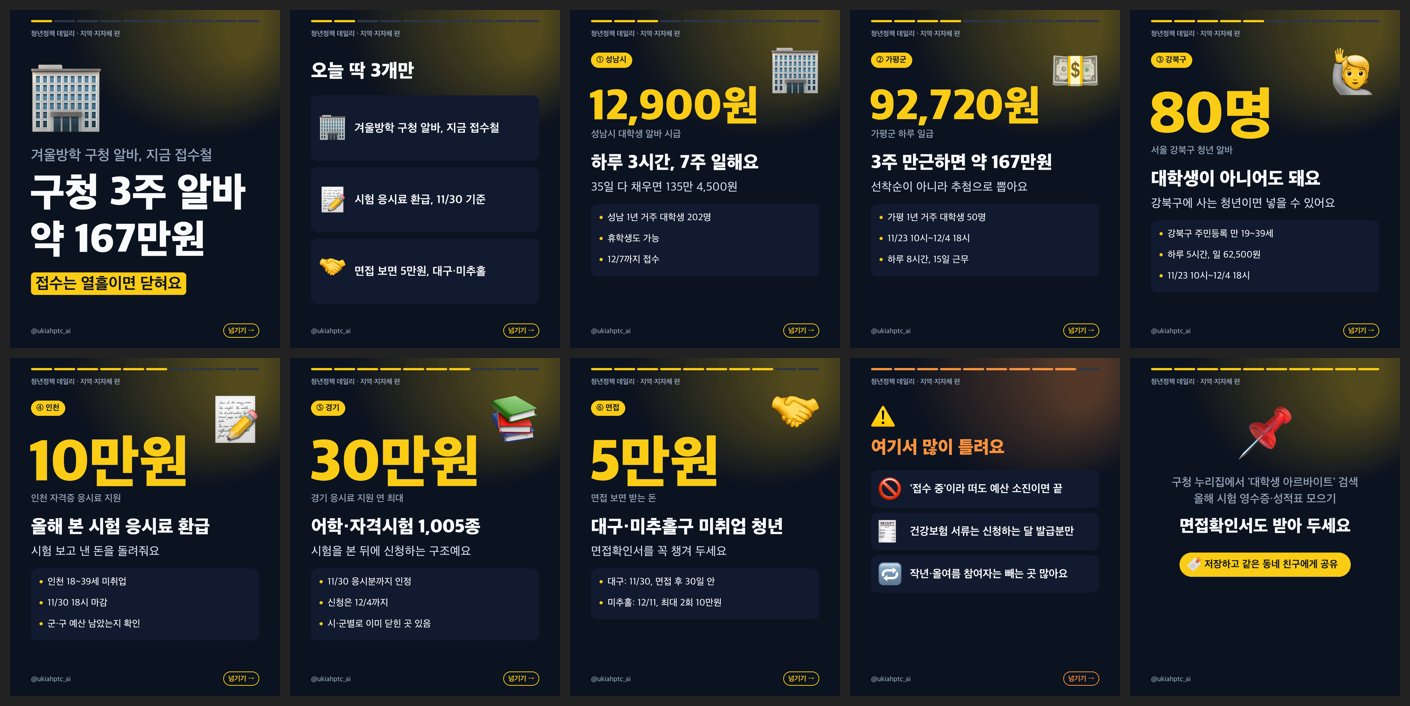 청년정책 데일리 · 지역·지자체 편
겨울방학 구청 알바, 지금 접수철
구청 3주 알바
약 167만원
접수는 열흘이면 닫혀요
@ukiahptc_ai
넘기기 →
청년정책 데일리 · 지역·지자체 편
오늘 딱 3개만
겨울방학 구청 알바, 지금 접수철
시험 응시료 환급, 11/30 기준
면접 보면 5만원, 대구·미추홀
@ukiahptc_ai
넘기기 →
청년정책 데일리 · 지역·지자체 편
① 성남시
12,900원
성남시 대학생 알바 시급
하루 3시간, 7주 일해요
35일 다 채우면 135만 4,500원
• 성남 1년 거주 대학생 202명
• 휴학생도 가능
• 12/7까지 접수
@ukiahptc_ai
넘기기 →
청년정책 데일리 · 지역·지자체 편
② 가평군
92,720원
가평군 하루 일급
3주 만근하면 약 167만원
선착순이 아니라 추첨으로 뽑아요
• 가평 1년 거주 대학생 50명
• 11/23 10시~12/4 18시
• 하루 8시간, 15일 근무
@ukiahptc_ai
넘기기 →
청년정책 데일리 · 지역·지자체 편
③ 강북구
80명
서울 강북구 청년 알바
대학생이 아니어도 돼요
강북구에 사는 청년이면 넣을 수 있어요
• 강북구 주민등록 만 19~39세
• 하루 5시간, 일 62,500원
• 11/23 10시~12/4 18시
@ukiahptc_ai
넘기기 →
청년정책 데일리 · 지역·지자체 편
④ 인천
10만원
인천 자격증 응시료 지원
올해 본 시험 응시료 환급
시험 보고 낸 돈을 돌려줘요
• 인천 18~39세 미취업
• 11/30 18시 마감
• 군·구 예산 남았는지 확인
@ukiahptc_ai
넘기기 →
청년정책 데일리 · 지역·지자체 편
⑤ 경기
30만원
경기 응시료 지원 연 최대
어학·자격시험 1,005종
시험을 본 뒤에 신청하는 구조예요
• 11/30 응시분까지 인정
• 신청은 12/4까지
• 시·군별로 이미 닫힌 곳 있음
@ukiahptc_ai
넘기기 →
청년정책 데일리 · 지역·지자체 편
⑥ 면접
5만원
면접 보면 받는 돈
대구·미추홀구 미취업 청년
면접확인서를 꼭 챙겨 두세요
• 대구: 11/30, 면접 후 30일 안
• 미추홀: 12/11, 최대 2회 10만원
@ukiahptc_ai
넘기기 →
청년정책 데일리 · 지역·지자체 편
여기서 많이 틀려요
'접수 중'이라 떠도 예산 소진이면 끝
건강보험 서류는 신청하는 달 발급분만
작년·올여름 참여자는 빼는 곳 많아요
@ukiahptc_ai
넘기기 →
청년정책 데일리 · 지역·지자체 편
구청 누리집에서 '대학생 아르바이트' 검색
올해 시험 영수증·성적표 모으기
면접확인서도 받아 두세요
저장하고 같은 동네 친구에게 공유
@ukiahptc_ai